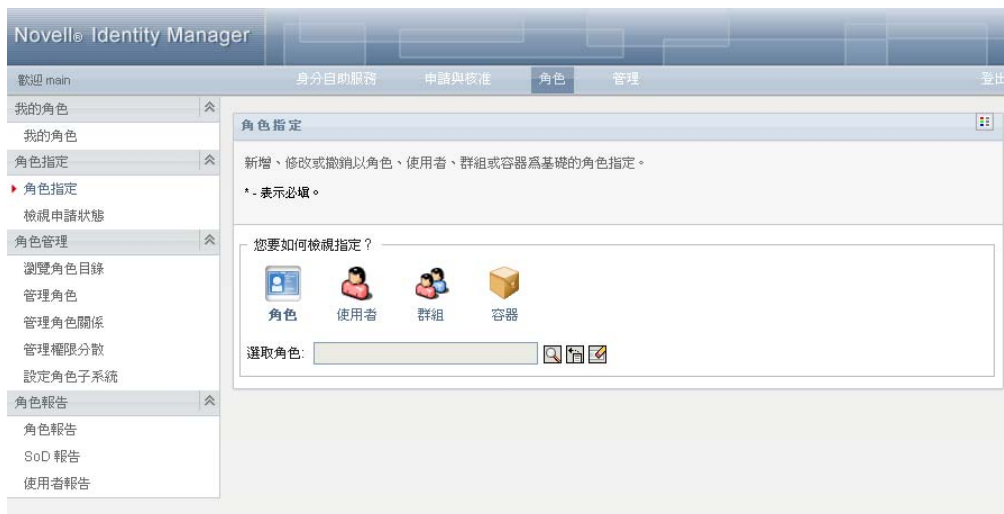 Novell® Identity Manager
歡迎 main
身分自助服務 申請與核准 角色 管理 登出
我的角色
我的角色
角色指定
角色指定
檢視申請狀態
角色管理
瀏覽角色目錄
管理角色
管理角色關係
管理權限分散
設定角色子系統
角色報告
角色報告
SoD 報告
使用者報告
角色指定
新增、修改或撤銷以角色、使用者、群組或容器為基礎的角色指定。
* - 表示必填。
您要如何檢視指定？
角色 使用者 群組 容器
選取角色: